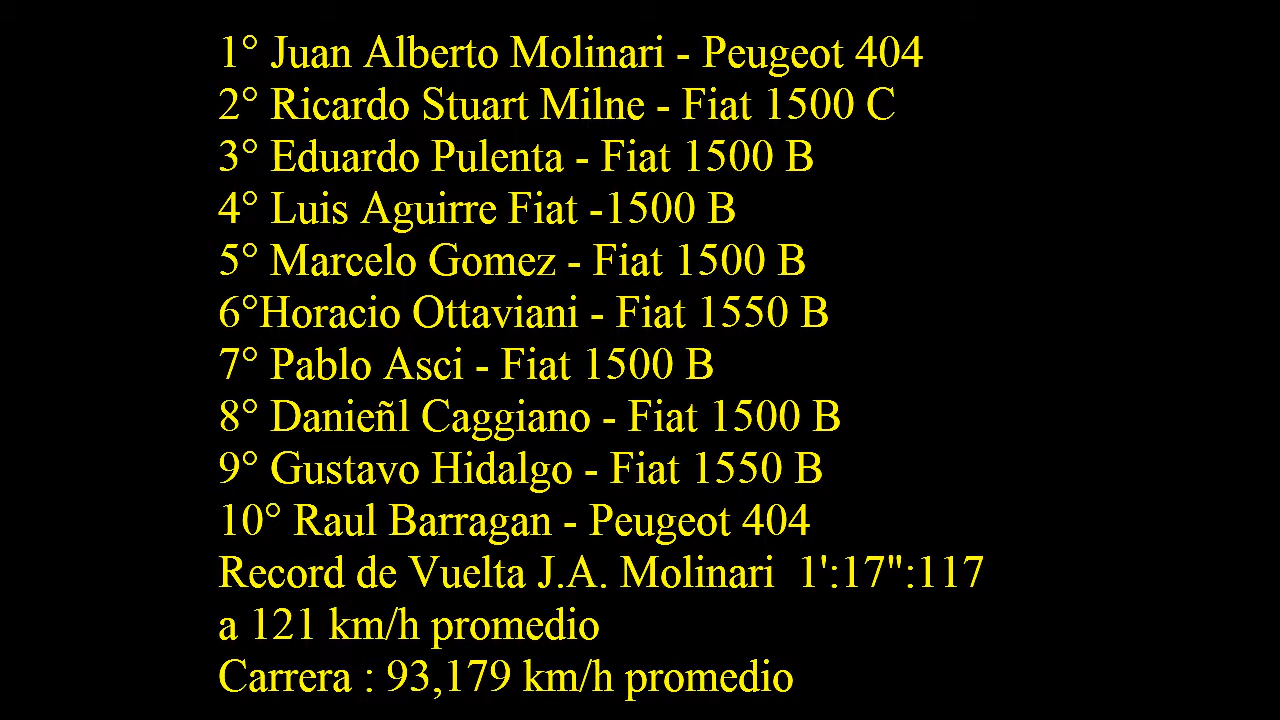 1° Juan Alberto Molinari - Peugeot 404
2° Ricardo Stuart Milne - Fiat 1500 C
3° Eduardo Pulenta - Fiat 1500 B
4° Luis Aguirre Fiat -1500 B
5° Marcelo Gomez - Fiat 1500 B
6°Horacio Ottaviani - Fiat 1550 B
7° Pablo Asci - Fiat 1500 B
8° Danieñl Caggiano - Fiat 1500 B
9° Gustavo Hidalgo - Fiat 1550 B
10° Raul Barragan - Peugeot 404
Record de Vuelta J.A. Molinari  1':17":117
a 121 km/h promedio
Carrera : 93,179 km/h promedio